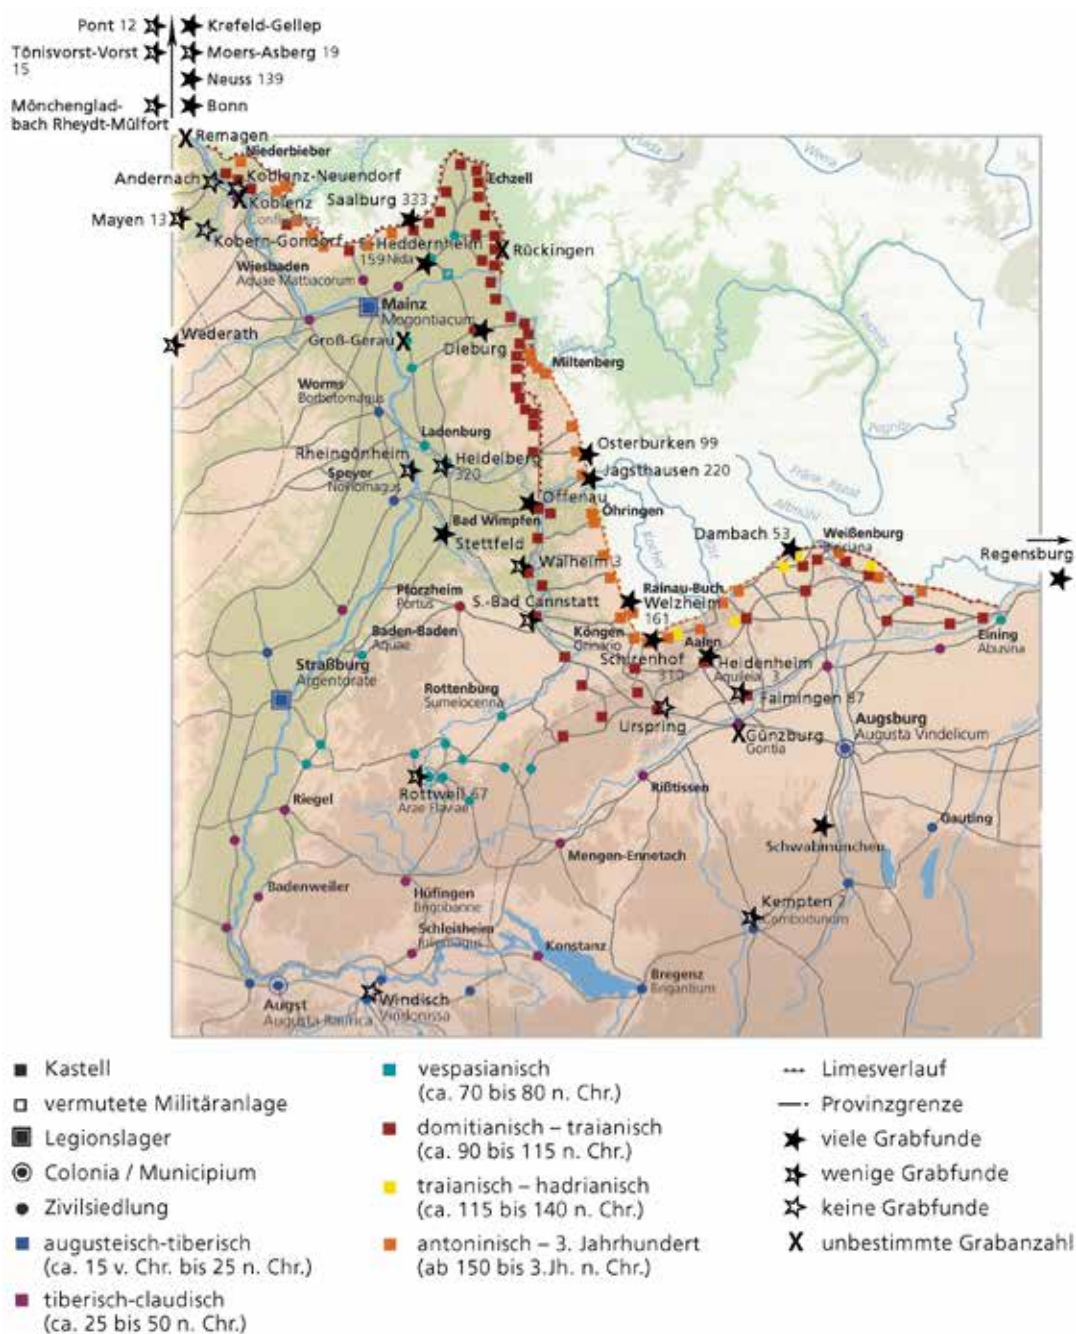 Pont 12
Krefeld-Gellep
Tönisvorst-Vorst
15
Moers-Asberg 19
Neuss 139
Mönchenglad-
bach Rheydt-Mülfort
Bonn
Remagen
Niederbieber
Andernach
Koblenz-Neuendorf
Koblenz
Mayen 13
Kobern-Gondorf
Saalburg 333
Echzell
Heddernheim
159 Nida
Rückingen
Wiesbaden
Aquae Mattiacorum
Mainz
Mogontiacum
Wederath
Groß-Gerau
Dieburg
Miltenberg
Worms
Borbetomagus
Ladenburg
Rheingönheim
Heidelberg
320
Speyer
Noviomagus
Osterburken 99
Jagsthausen 220
Offenau
Öhringen
Bad Wimpfen
Stettfeld
Walheim 3
Kocher
Regnitz
Pegnitz
Altmühl
Dambach 53
Weißenburg
Regensburg
Pforzheim
Portus
S.-Bad Cannstatt
Rainau-Buch
Welzheim
161
Baden-Baden
Aquae
Köngen
Grinario
Schirenhof
310
Aalen
Heidenheim
Aquileia 3
Eining
Abusina
Straßburg
Argentorate
Rottenburg
Sumelocenna
Urspring
Faimingen 87
Günzburg
Gontia
Augsburg
Augusta Vindelicum
Rottweil 67
Arae Flaviae
Rißtissen
Riegel
Mengen-Ennetach
Schwabmünchen
Gauting
Badenweiler
Hüfingen
Brigobanne
Kempten 7
Cambodunum
Schleitheim
Juliomagus
Konstanz
Bregenz
Brigantium
Augst
Augusta Raurica
Windisch
Vindonissa
Kastell
vermutete Militäranlage
Legionslager
Colonia / Municipium
Zivilsiedlung
augusteisch-tiberisch
(ca. 15 v. Chr. bis 25 n. Chr.)
tiberisch-claudisch
(ca. 25 bis 50 n. Chr.)
vespasianisch
(ca. 70 bis 80 n. Chr.)
domitianisch – traianisch
(ca. 90 bis 115 n. Chr.)
traianisch – hadrianisch
(ca. 115 bis 140 n. Chr.)
antoninisch – 3. Jahrhundert
(ab 150 bis 3.Jh. n. Chr.)
Limesverlauf
Provinzgrenze
viele Grabfunde
wenige Grabfunde
keine Grabfunde
unbestimmte Grabanzahl